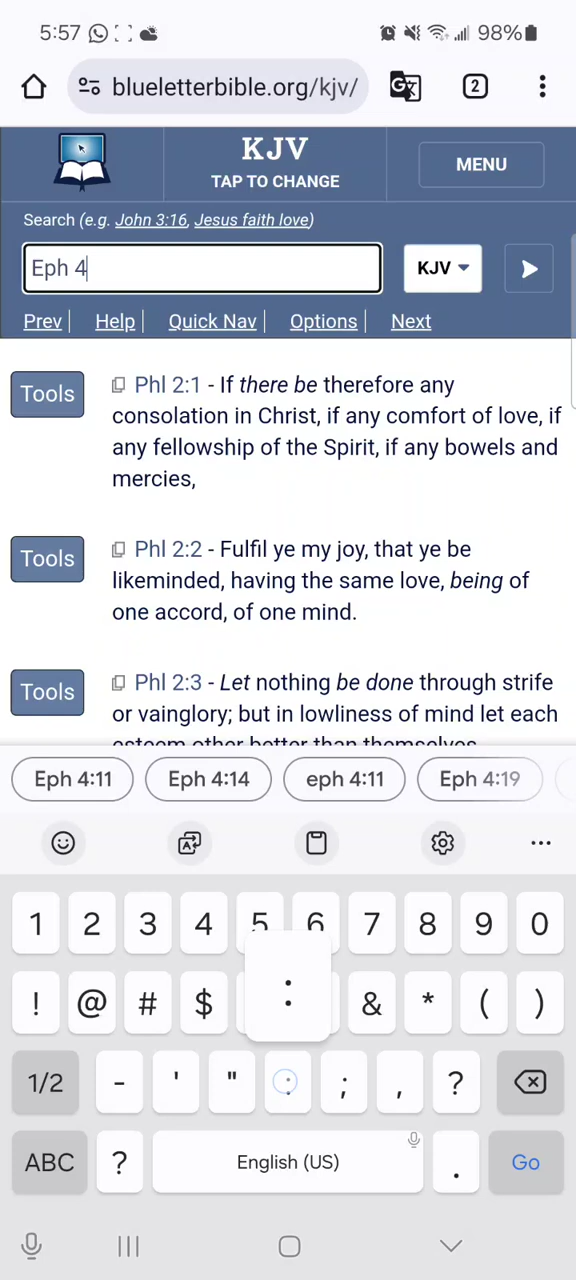 5:57 98%
blueletterbible.org/kjv/ 2
KJV
TAP TO CHANGE
MENU
Search (e.g. John 3:16, Jesus faith love)
Eph 4
KJV
Prev| Help| Quick Nav| Options| Next
Tools
Phl 2:1 - If there be therefore any
consolation in Christ, if any comfort of love, if
any fellowship of the Spirit, if any bowels and
mercies,
Tools
Phl 2:2 - Fulfil ye my joy, that ye be
likeminded, having the same love, being of
one accord, of one mind.
Tools
Phl 2:3 - Let nothing be done through strife
or vainglory; but in lowliness of mind let each
esteem other better than themselves
Eph 4:11 Eph 4:14 eph 4:11 Eph 4:19
1 2 3 4 5 6 7 8 9 0
! @ # $ : & * ( )
1/2 - ' " : ; , ?
ABC ? English (US) . Go